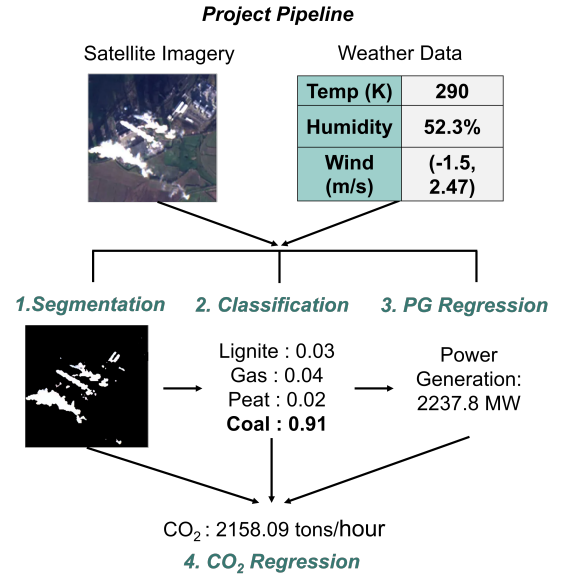 Project Pipeline
Satellite Imagery
Weather Data
Temp (K) 290
Humidity 52.3%
Wind (m/s) (-1.5, 2.47)
1.Segmentation
2. Classification
3. PG Regression
Lignite : 0.03
Gas : 0.04
Peat : 0.02
Coal : 0.91
Power
Generation:
2237.8 MW
CO₂ : 2158.09 tons/hour
4. CO₂ Regression